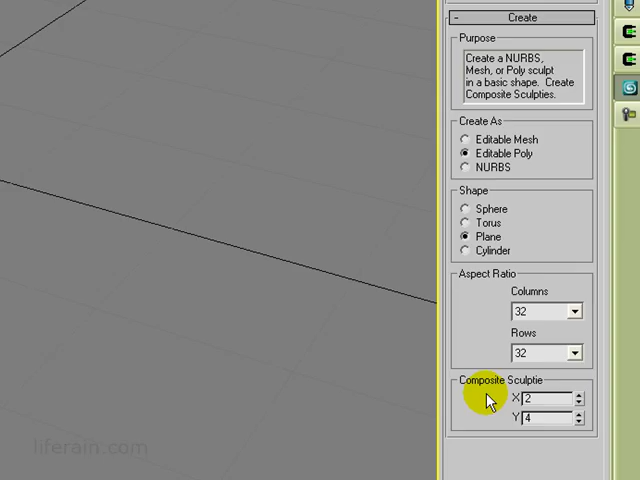 - Create
Purpose
Create a NURBS,
Mesh, or Poly sculpt
in a basic shape. Create
Composite Sculpties.
Create As
Editable Mesh
Editable Poly
NURBS
Shape
Sphere
Torus
Plane
Cylinder
Aspect Ratio
Columns
32
Rows
32
Composite Sculptie
X 2
Y 4
liferain.com